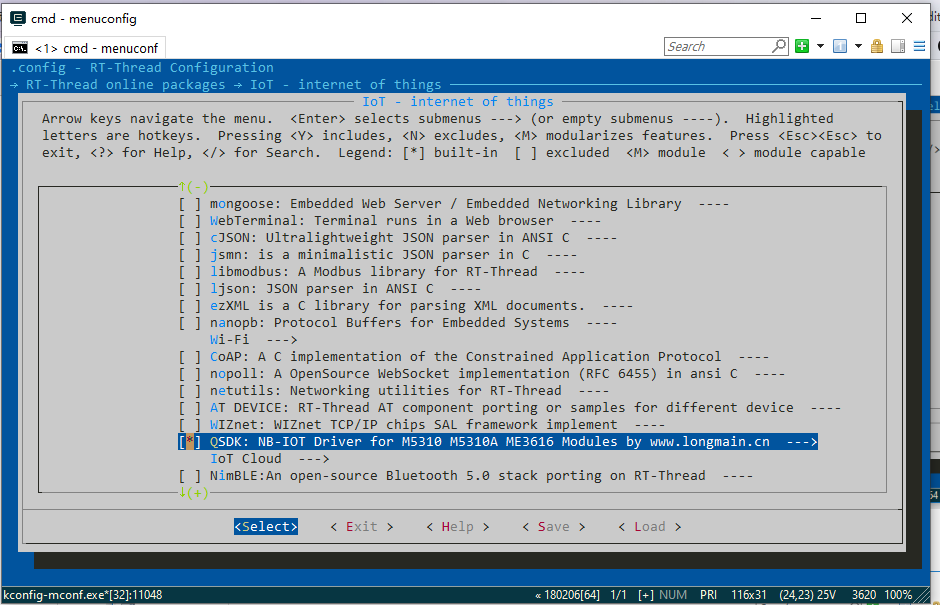 cmd - menuconfig
<1> cmd - menuconf
Search
.config - RT-Thread Configuration
→ RT-Thread online packages → IoT - internet of things
IoT - internet of things
Arrow keys navigate the menu.  <Enter> selects submenus ---> (or empty submenus ----).  Highlighted
letters are hotkeys.  Pressing <Y> includes, <N> excludes, <M> modularizes features.  Press <Esc><Esc> to
exit, <?> for Help, </> for Search.  Legend: [*] built-in  [ ] excluded  <M> module  < > module capable
↑(-)
[ ] mongoose: Embedded Web Server / Embedded Networking Library  ----
[ ] WebTerminal: Terminal runs in a Web browser  ----
[ ] cJSON: Ultralightweight JSON parser in ANSI C  ----
[ ] jsmn: is a minimalistic JSON parser in C  ----
[ ] libmodbus: A Modbus library for RT-Thread  ----
[ ] ljson: JSON parser in ANSI C  ----
[ ] ezXML is a C library for parsing XML documents.  ----
[ ] nanopb: Protocol Buffers for Embedded Systems  ----
Wi-Fi  --->
[ ] CoAP: A C implementation of the Constrained Application Protocol  ----
[ ] nopoll: A OpenSource WebSocket implementation (RFC 6455) in ansi C  ----
[ ] netutils: Networking utilities for RT-Thread  ----
[ ] AT DEVICE: RT-Thread AT component porting or samples for different device  ----
[ ] WIZnet: WIZnet TCP/IP chips SAL framework implement  ----
[*] QSDK: NB-IOT Driver for M5310 M5310A ME3616 Modules by www.longmain.cn  --->
IoT Cloud  --->
[ ] NimBLE:An open-source Bluetooth 5.0 stack porting on RT-Thread  ----
↓(+)
<Select>    < Exit >    < Help >    < Save >    < Load >
kconfig-mconf.exe*[32]:11048    « 180206[64]  1/1  [+] NUM  PRI  116x31  (24,23) 25V  3620  100%